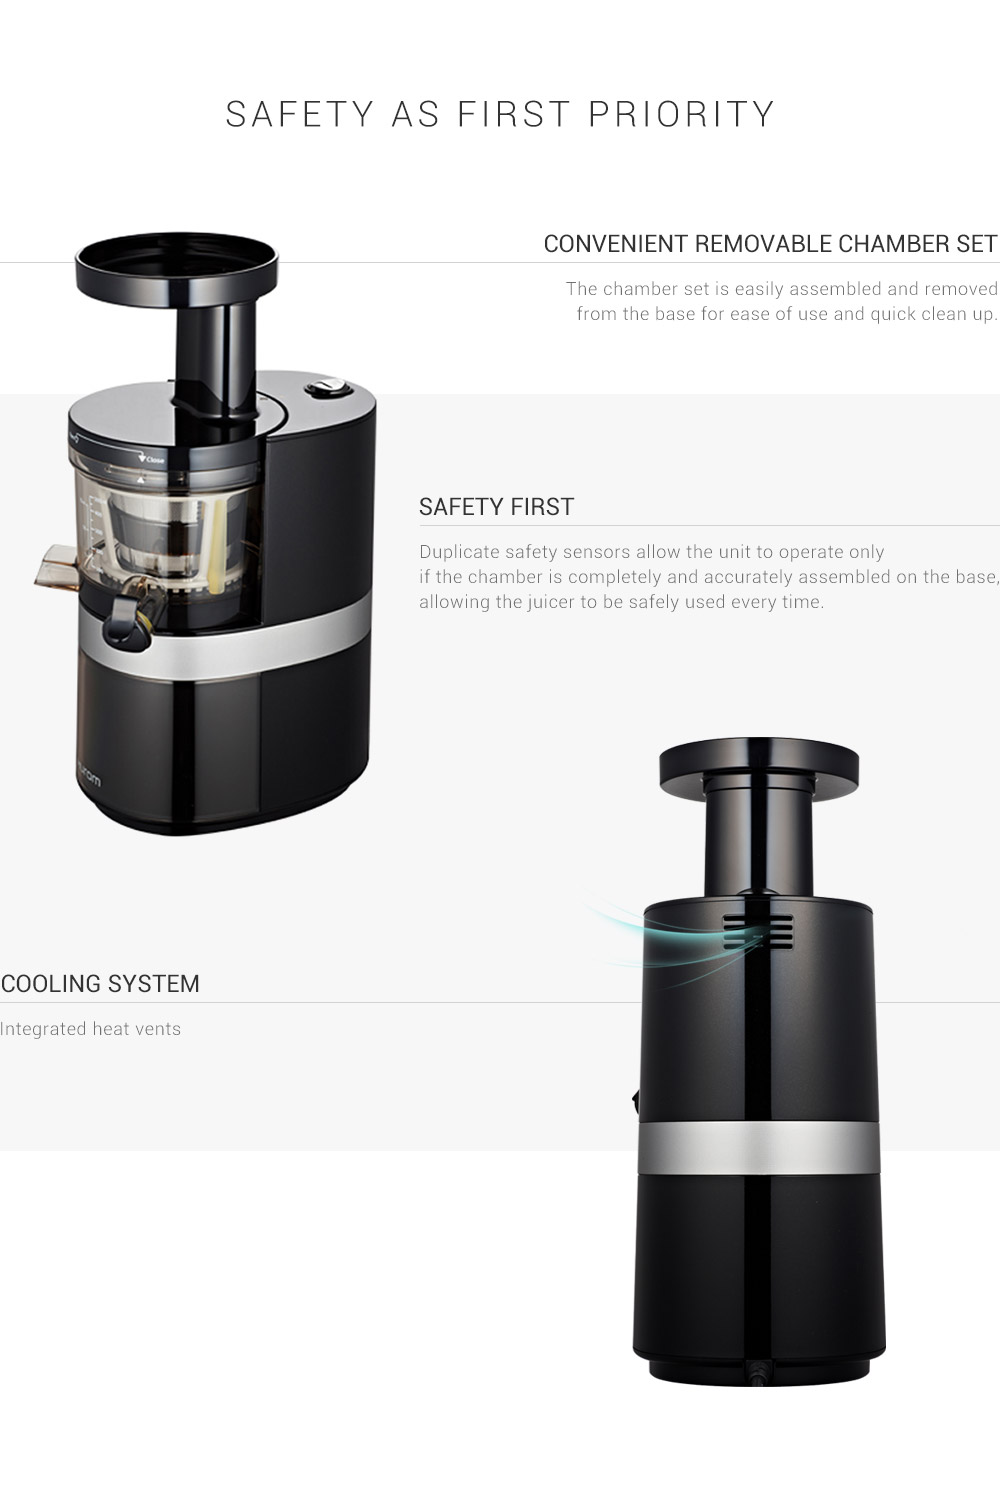 SAFETY AS FIRST PRIORITY
CONVENIENT REMOVABLE CHAMBER SET
The chamber set is easily assembled and removed
from the base for ease of use and quick clean up.
Close
SAFETY FIRST
Duplicate safety sensors allow the unit to operate only
if the chamber is completely and accurately assembled on the base,
allowing the juicer to be safely used every time.
COOLING SYSTEM
Integrated heat vents